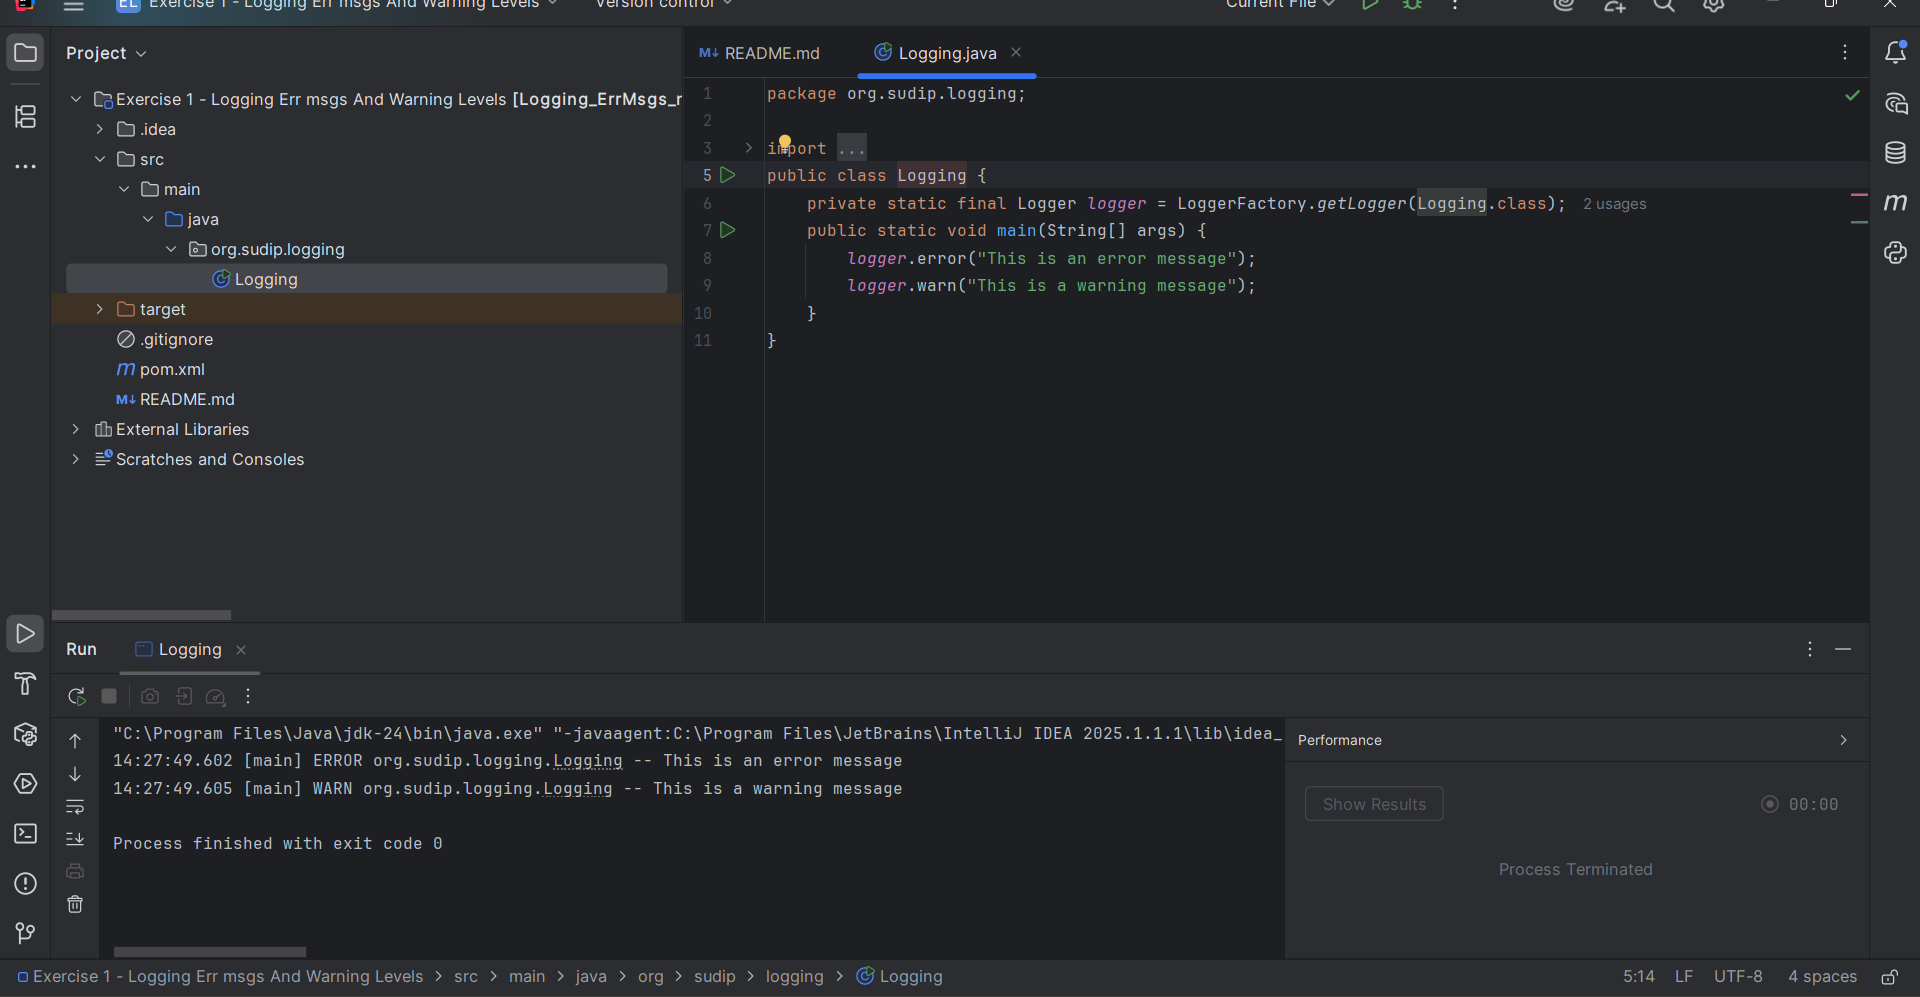 EL Exercise 1 - Logging Err msgs And Warning Levels
Version control
Current File
Project
README.md
Logging.java
Exercise 1 - Logging Err msgs And Warning Levels [Logging_ErrMsgs_
.idea
src
main
java
org.sudip.logging
Logging
target
.gitignore
pom.xml
README.md
External Libraries
Scratches and Consoles
1 package org.sudip.logging;
2
3 import ...
5 public class Logging {
6 private static final Logger logger = LoggerFactory.getLogger(Logging.class); 2 usages
7 public static void main(String[] args) {
8 logger.error("This is an error message");
9 logger.warn("This is a warning message");
10 }
11 }
Run
Logging
"C:\Program Files\Java\jdk-24\bin\java.exe" "-javaagent:C:\Program Files\JetBrains\IntelliJ IDEA 2025.1.1.1\lib\idea_
14:27:49.602 [main] ERROR org.sudip.logging.Logging -- This is an error message
14:27:49.605 [main] WARN org.sudip.logging.Logging -- This is a warning message
Process finished with exit code 0
Performance
Show Results
00:00
Process Terminated
Exercise 1 - Logging Err msgs And Warning Levels > src > main > java > org > sudip > logging > Logging
5:14 LF UTF-8 4 spaces